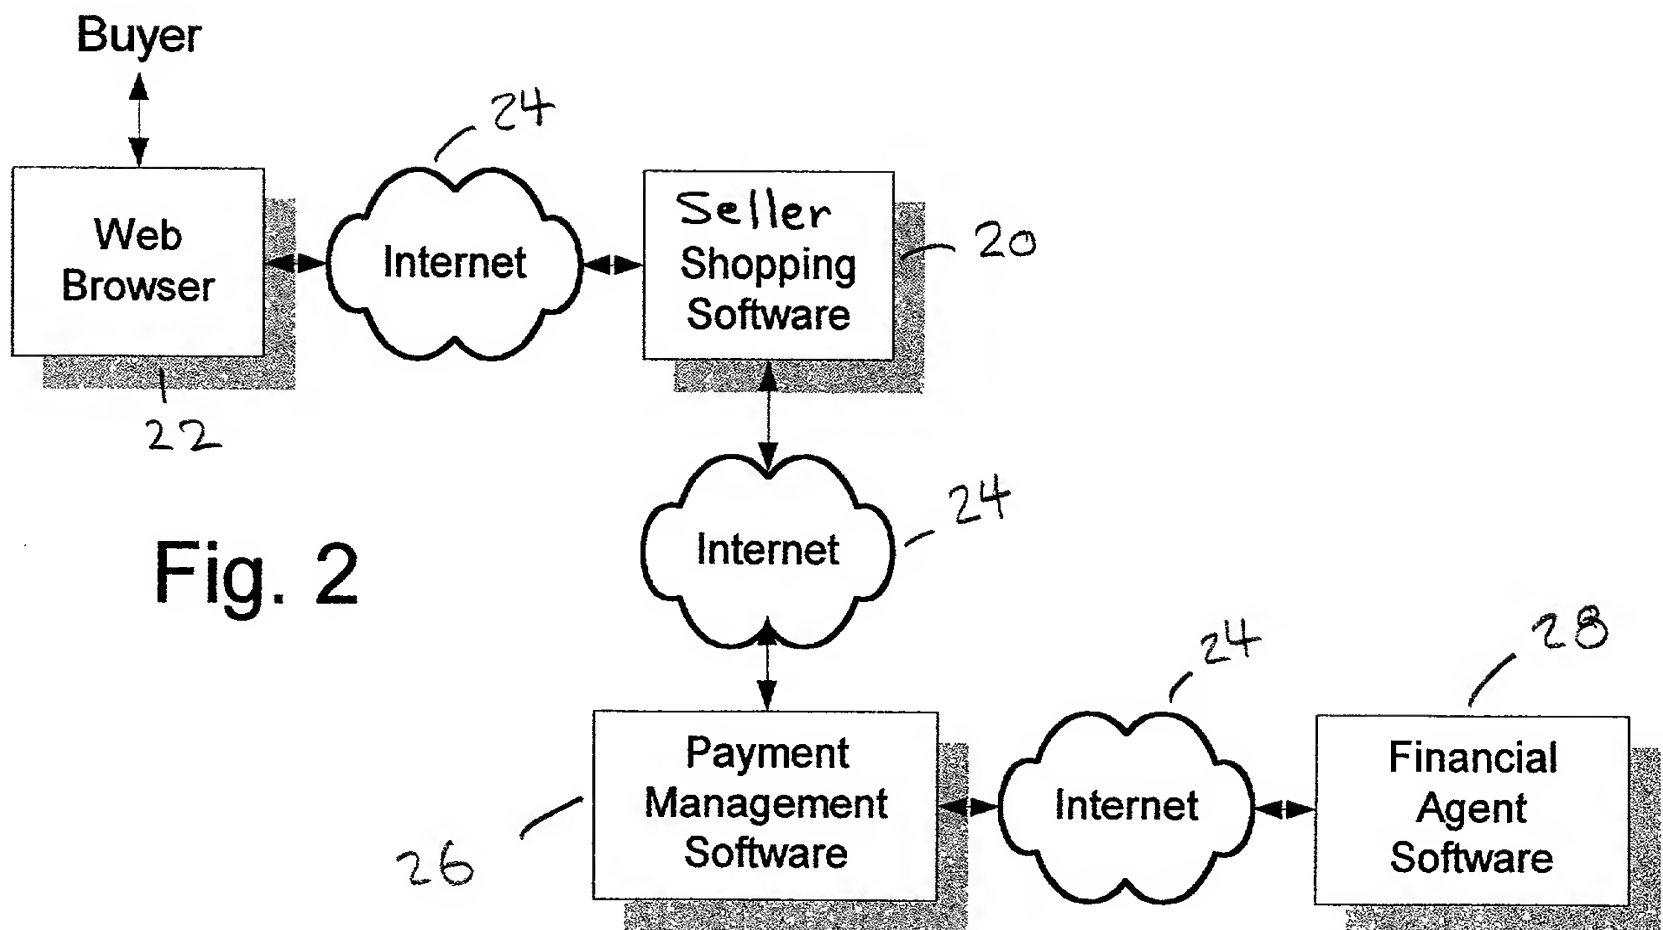 Buyer
24
Web
Browser
Internet
Seller
Shopping
Software
20
22
Internet
24
Fig. 2
24
28
Payment
Management
Software
Internet
Financial
Agent
Software
26